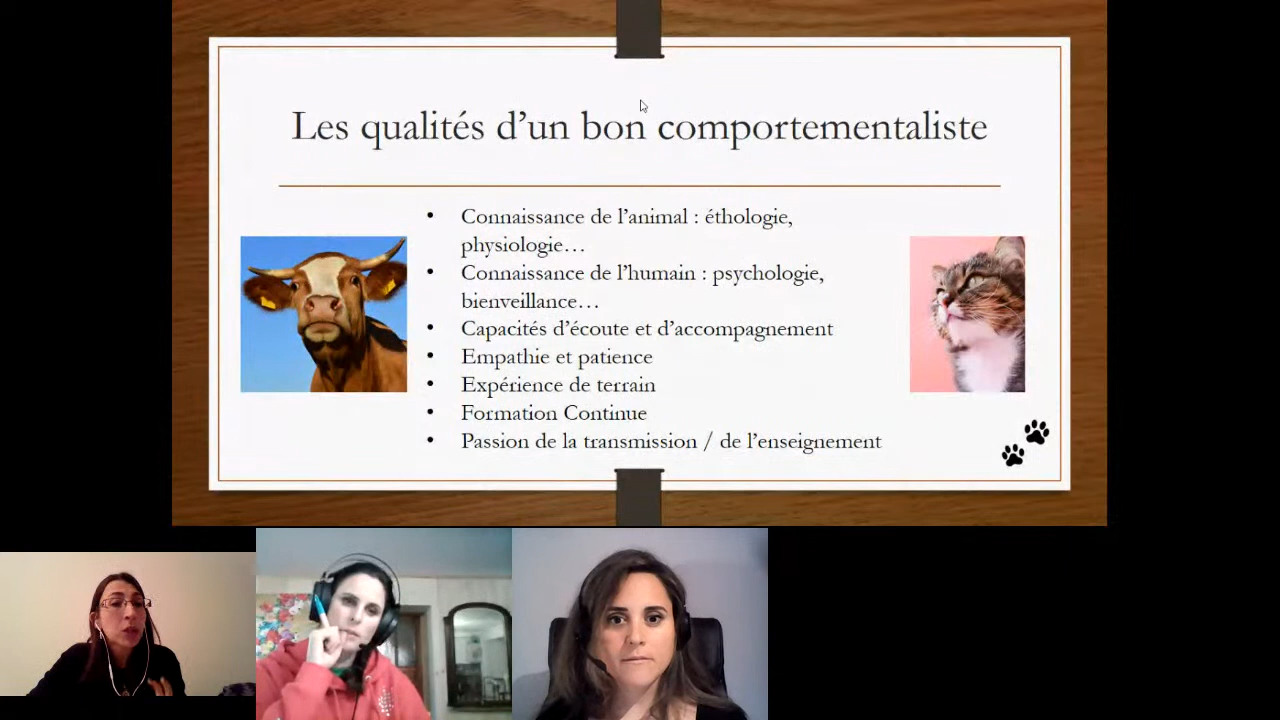 Les qualités d’un bon comportementaliste
• Connaissance de l’animal : éthologie,
physiologie…
• Connaissance de l’humain : psychologie,
bienveillance…
• Capacités d’écoute et d’accompagnement
• Empathie et patience
• Expérience de terrain
• Formation Continue
• Passion de la transmission / de l’enseignement